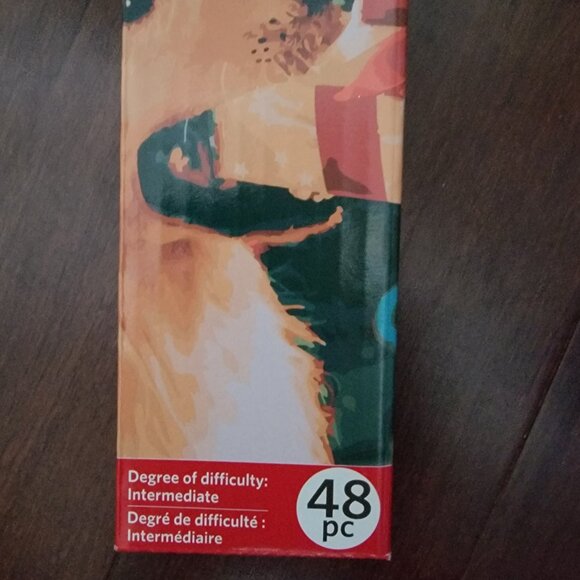 Degree of difficulty:
Intermediate
Degré de difficulté :
Intermédiaire
48
pc